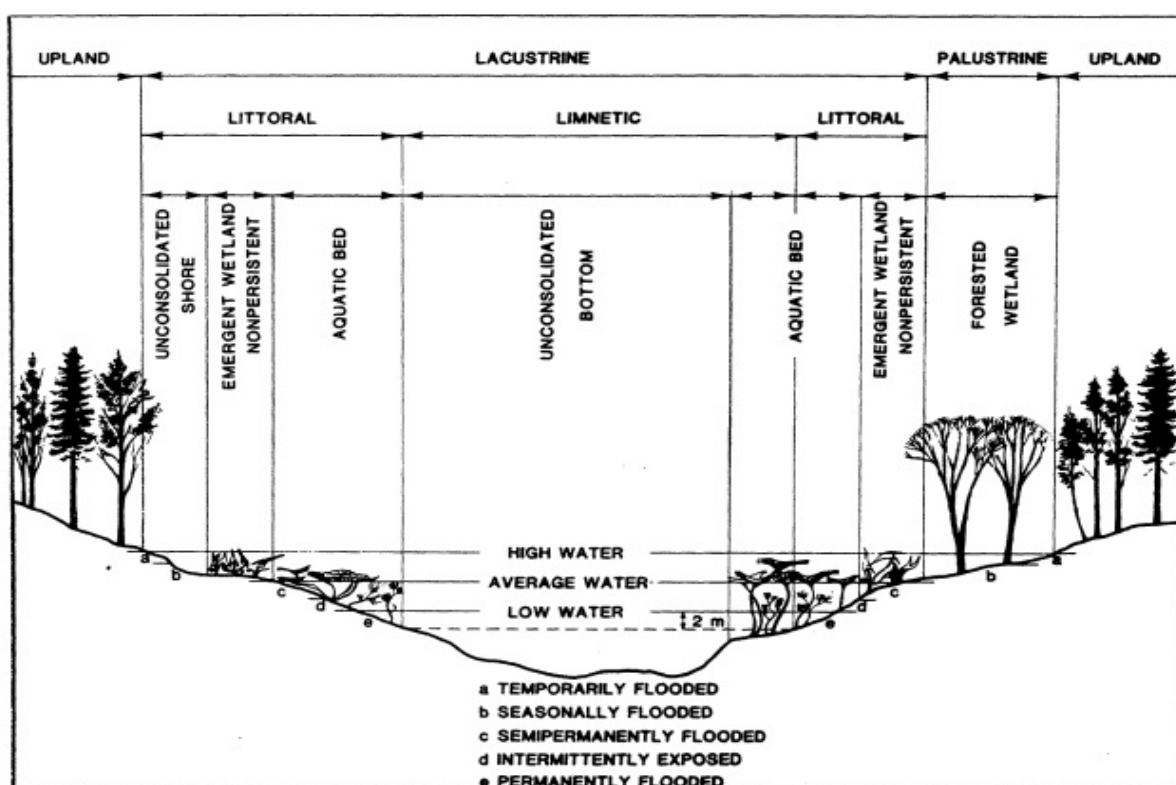 UPLAND LACUSTRINE PALUSTRINE UPLAND
LITTORAL LIMNETIC LITTORAL
UNCONSOLIDATED
SHORE
EMERGENT WETLAND
NONPERSISTENT
AQUATIC BED
UNCONSOLIDATED
BOTTOM
AQUATIC BED
EMERGENT WETLAND
NONPERSISTENT
FORESTED
WETLAND
HIGH WATER
a a
b b
AVERAGE WATER
c c
d d
LOW WATER
e e
2 m
a TEMPORARILY FLOODED
b SEASONALLY FLOODED
c SEMIPERMANENTLY FLOODED
d INTERMITTENTLY EXPOSED
e PERMANENTLY FLOODED